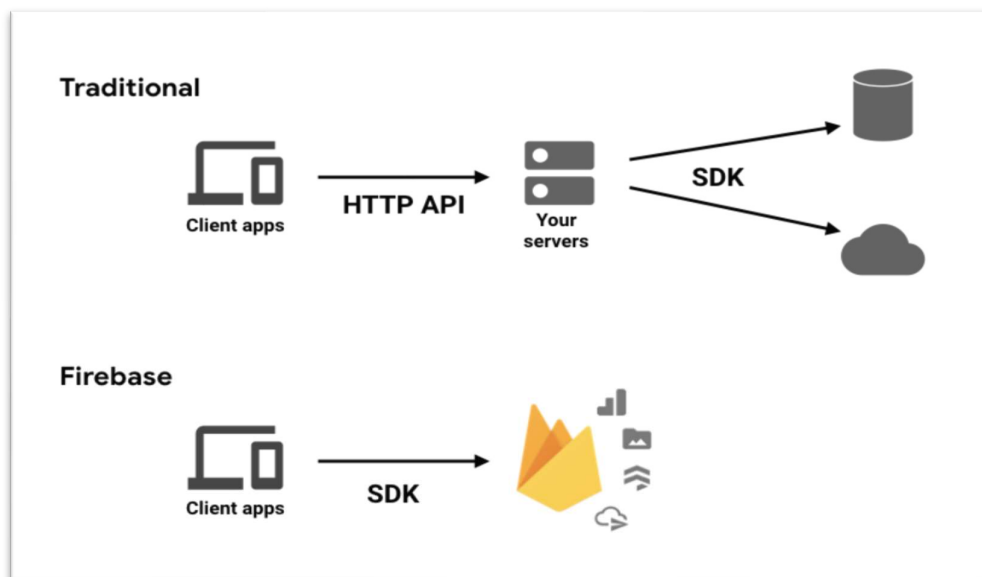 Traditional
HTTP API
SDK
Client apps
Your
servers
Firebase
SDK
Client apps